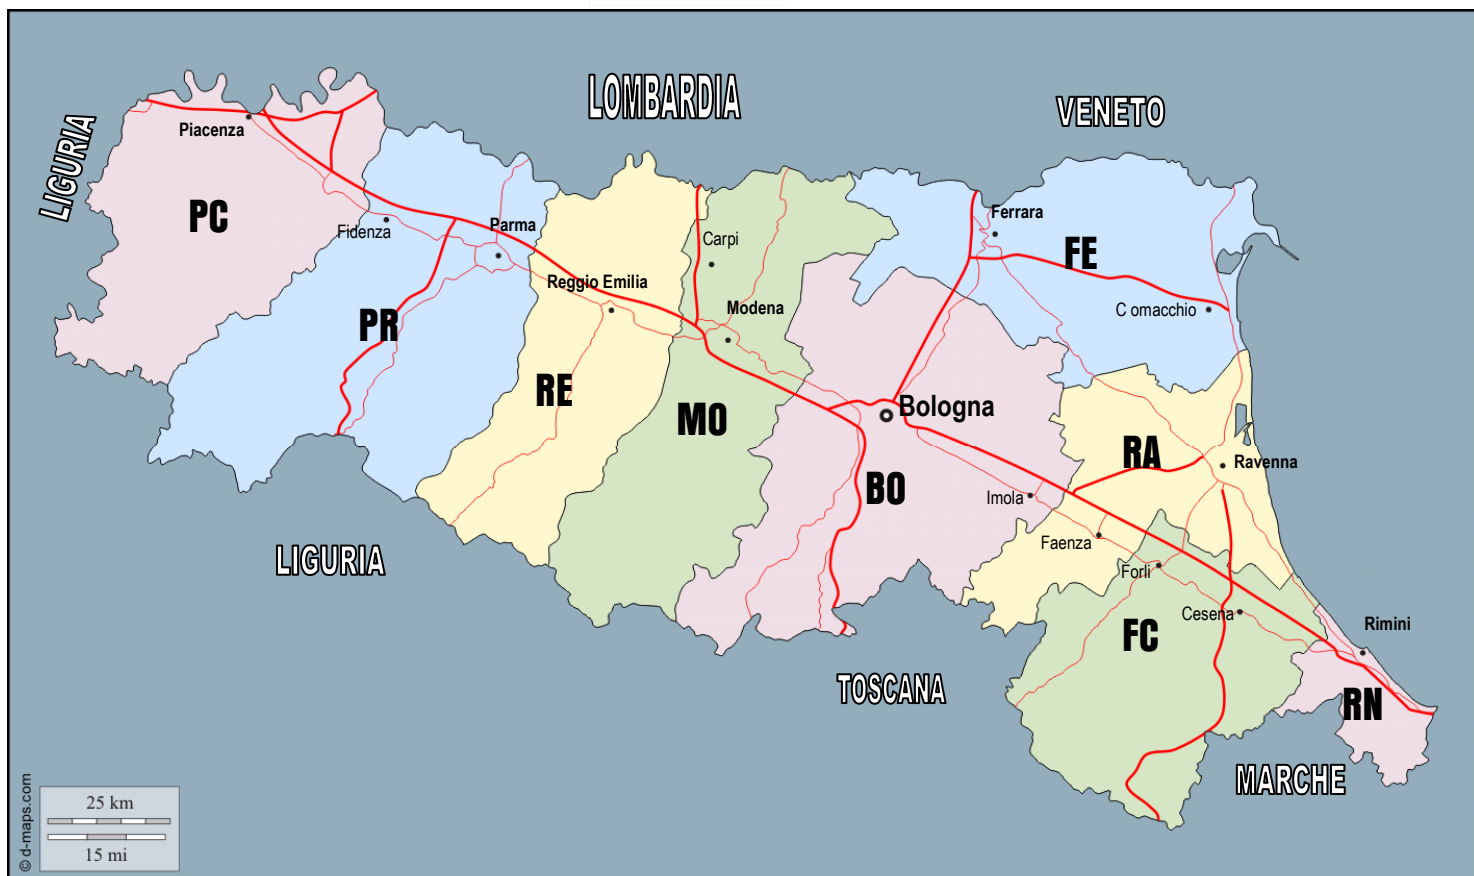 LOMBARDIA
VENETO
LIGURIA
Piacenza
PC
Fidenza
Parma
Ferrara
FE
Carpi
Reggio Emilia
Modena
C omacchio
PR
RE
MO
Bologna
BO
RA
Ravenna
Imola
Faenza
LIGURIA
Forli
Cesena
FC
Rimini
RN
TOSCANA
MARCHE
25 km
15 mi
© d-maps.com